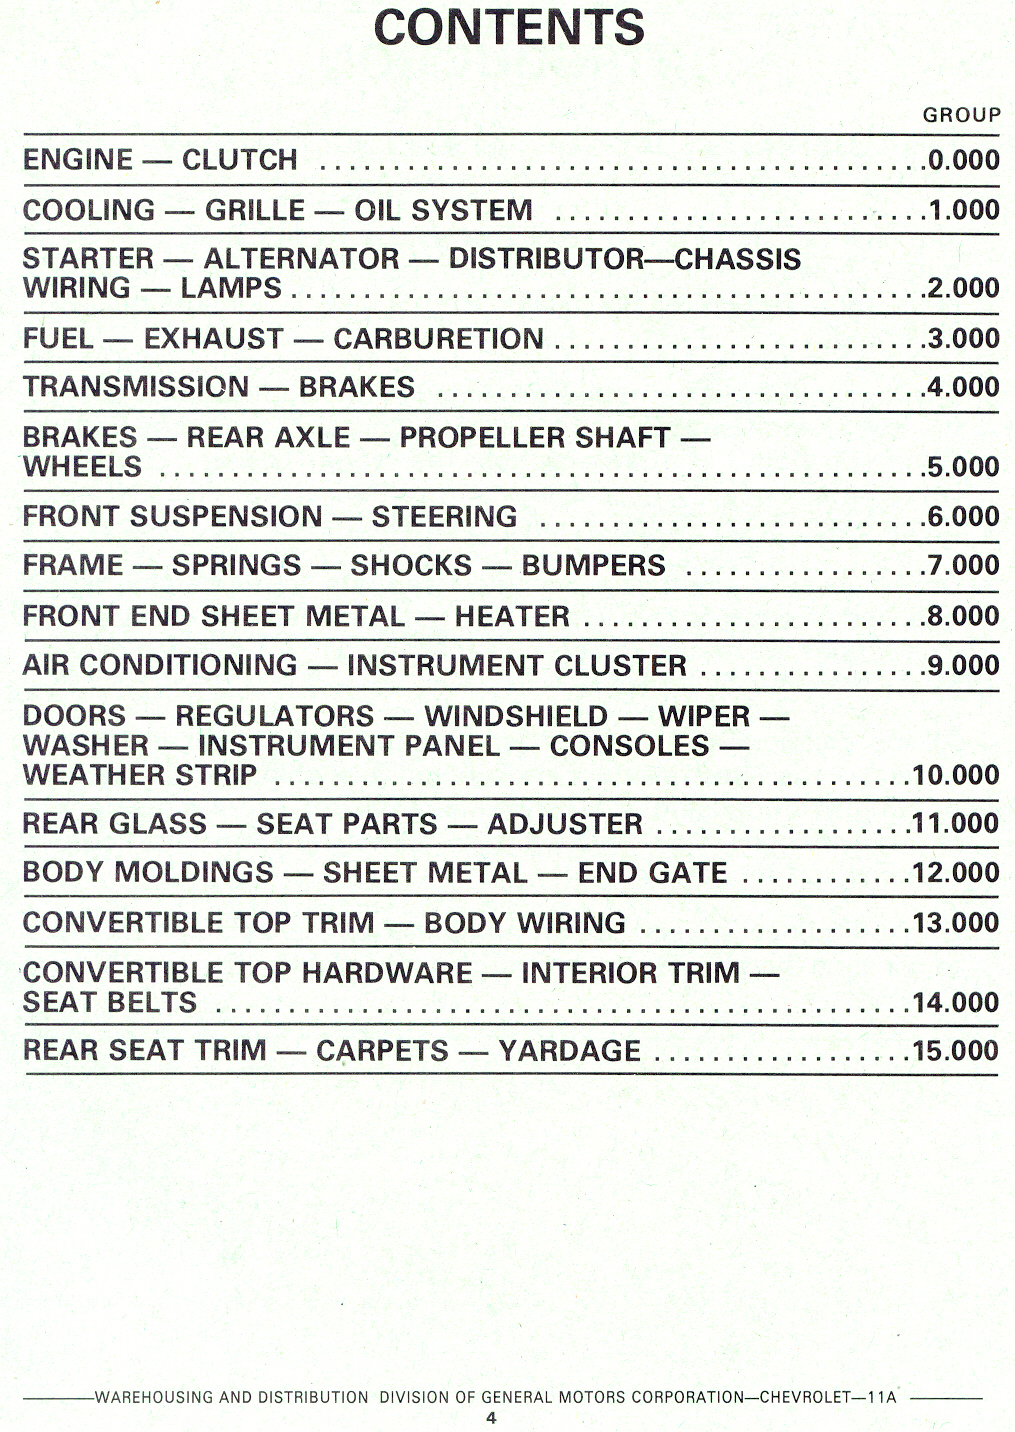 CONTENTS
GROUP
ENGINE — CLUTCH ..........................................0.000
COOLING — GRILLE — OIL SYSTEM ..........................1.000
STARTER — ALTERNATOR — DISTRIBUTOR—CHASSIS
WIRING — LAMPS ............................................2.000
FUEL — EXHAUST — CARBURETION ..........................3.000
TRANSMISSION — BRAKES ..................................4.000
BRAKES — REAR AXLE — PROPELLER SHAFT —
WHEELS .....................................................5.000
FRONT SUSPENSION — STEERING ...........................6.000
FRAME — SPRINGS — SHOCKS — BUMPERS .................7.000
FRONT END SHEET METAL — HEATER ........................8.000
AIR CONDITIONING — INSTRUMENT CLUSTER ................9.000
DOORS — REGULATORS — WINDSHIELD — WIPER —
WASHER — INSTRUMENT PANEL — CONSOLES —
WEATHER STRIP ............................................10.000
REAR GLASS — SEAT PARTS — ADJUSTER ..................11.000
BODY MOLDINGS — SHEET METAL — END GATE ............12.000
CONVERTIBLE TOP TRIM — BODY WIRING ...................13.000
CONVERTIBLE TOP HARDWARE — INTERIOR TRIM —
SEAT BELTS ................................................14.000
REAR SEAT TRIM — CARPETS — YARDAGE ..................15.000
WAREHOUSING AND DISTRIBUTION DIVISION OF GENERAL MOTORS CORPORATION—CHEVROLET—11A
4